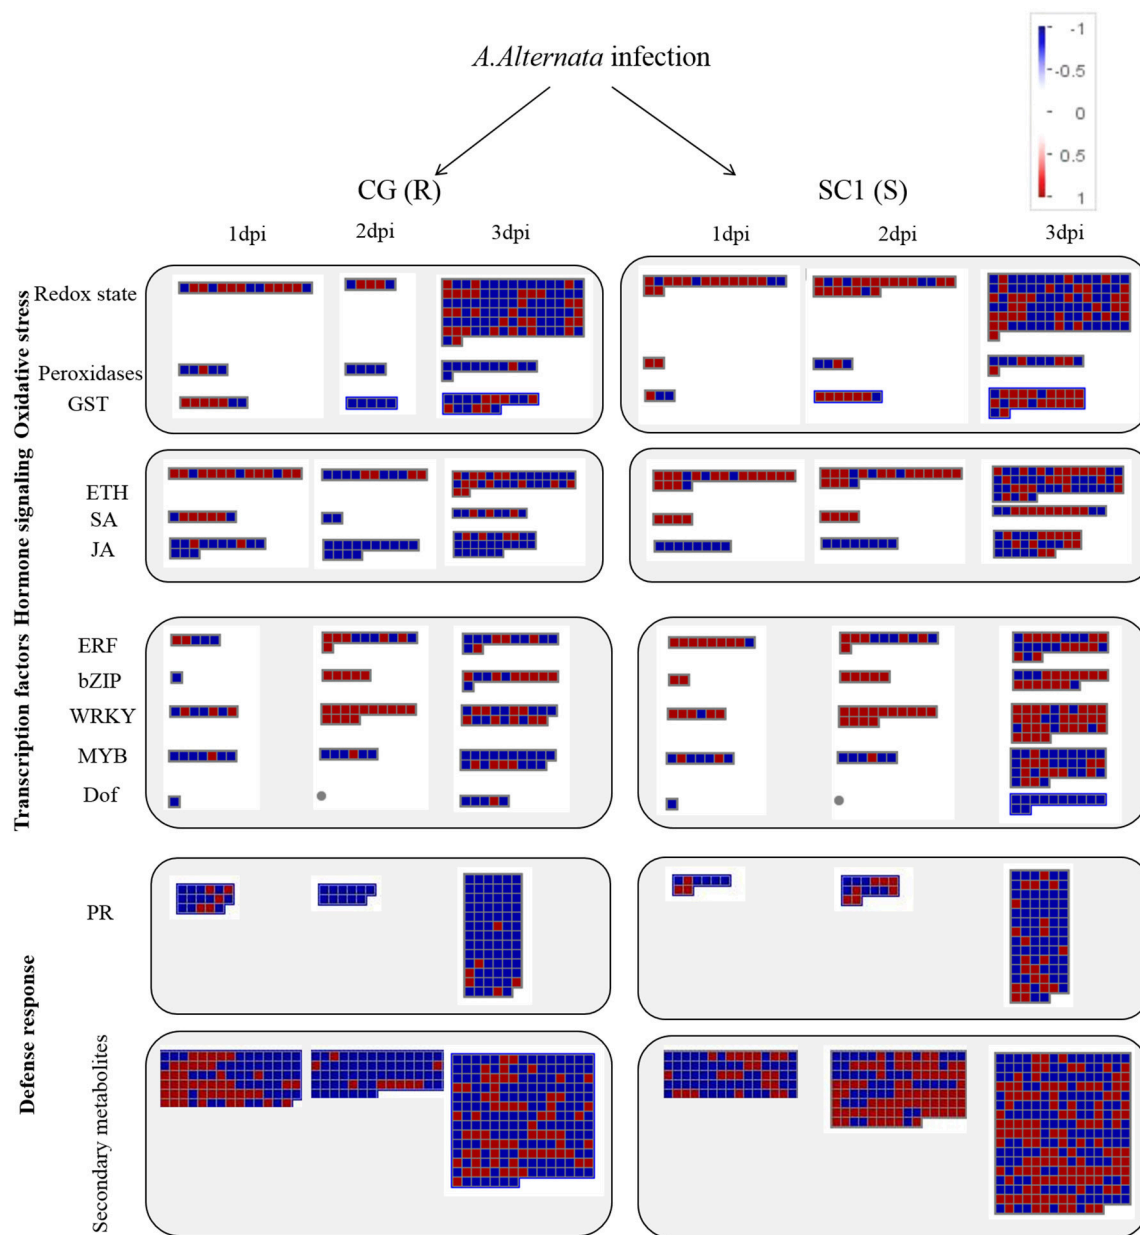 A.Alternata infection
-1
-0.5
0
0.5
1
CG (R)
SC1 (S)
1dpi
2dpi
3dpi
1dpi
2dpi
3dpi
Oxidative stress
Redox state
Peroxidases
GST
Hormone signaling
ETH
SA
JA
Transcription factors
ERF
bZIP
WRKY
MYB
Dof
Defense response
PR
Secondary metabolites